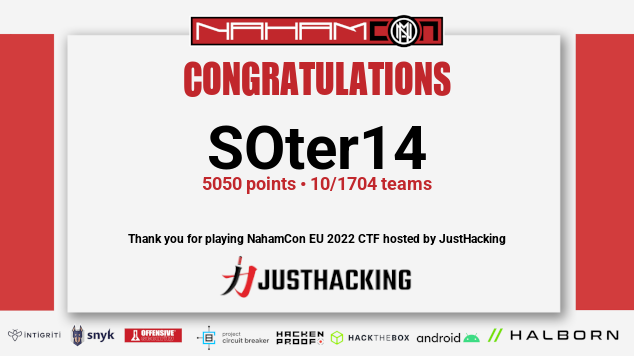 NAHAMCON
CONGRATULATIONS
SOter14
5050 points • 10/1704 teams
Thank you for playing NahamCon EU 2022 CTF hosted by JustHacking
JUSTHACKING
INTIGRITI
snyk
OFFENSIVE
project
circuit breaker
HACKEN
PROOF
HACKTHEBOX
android
HALBORN